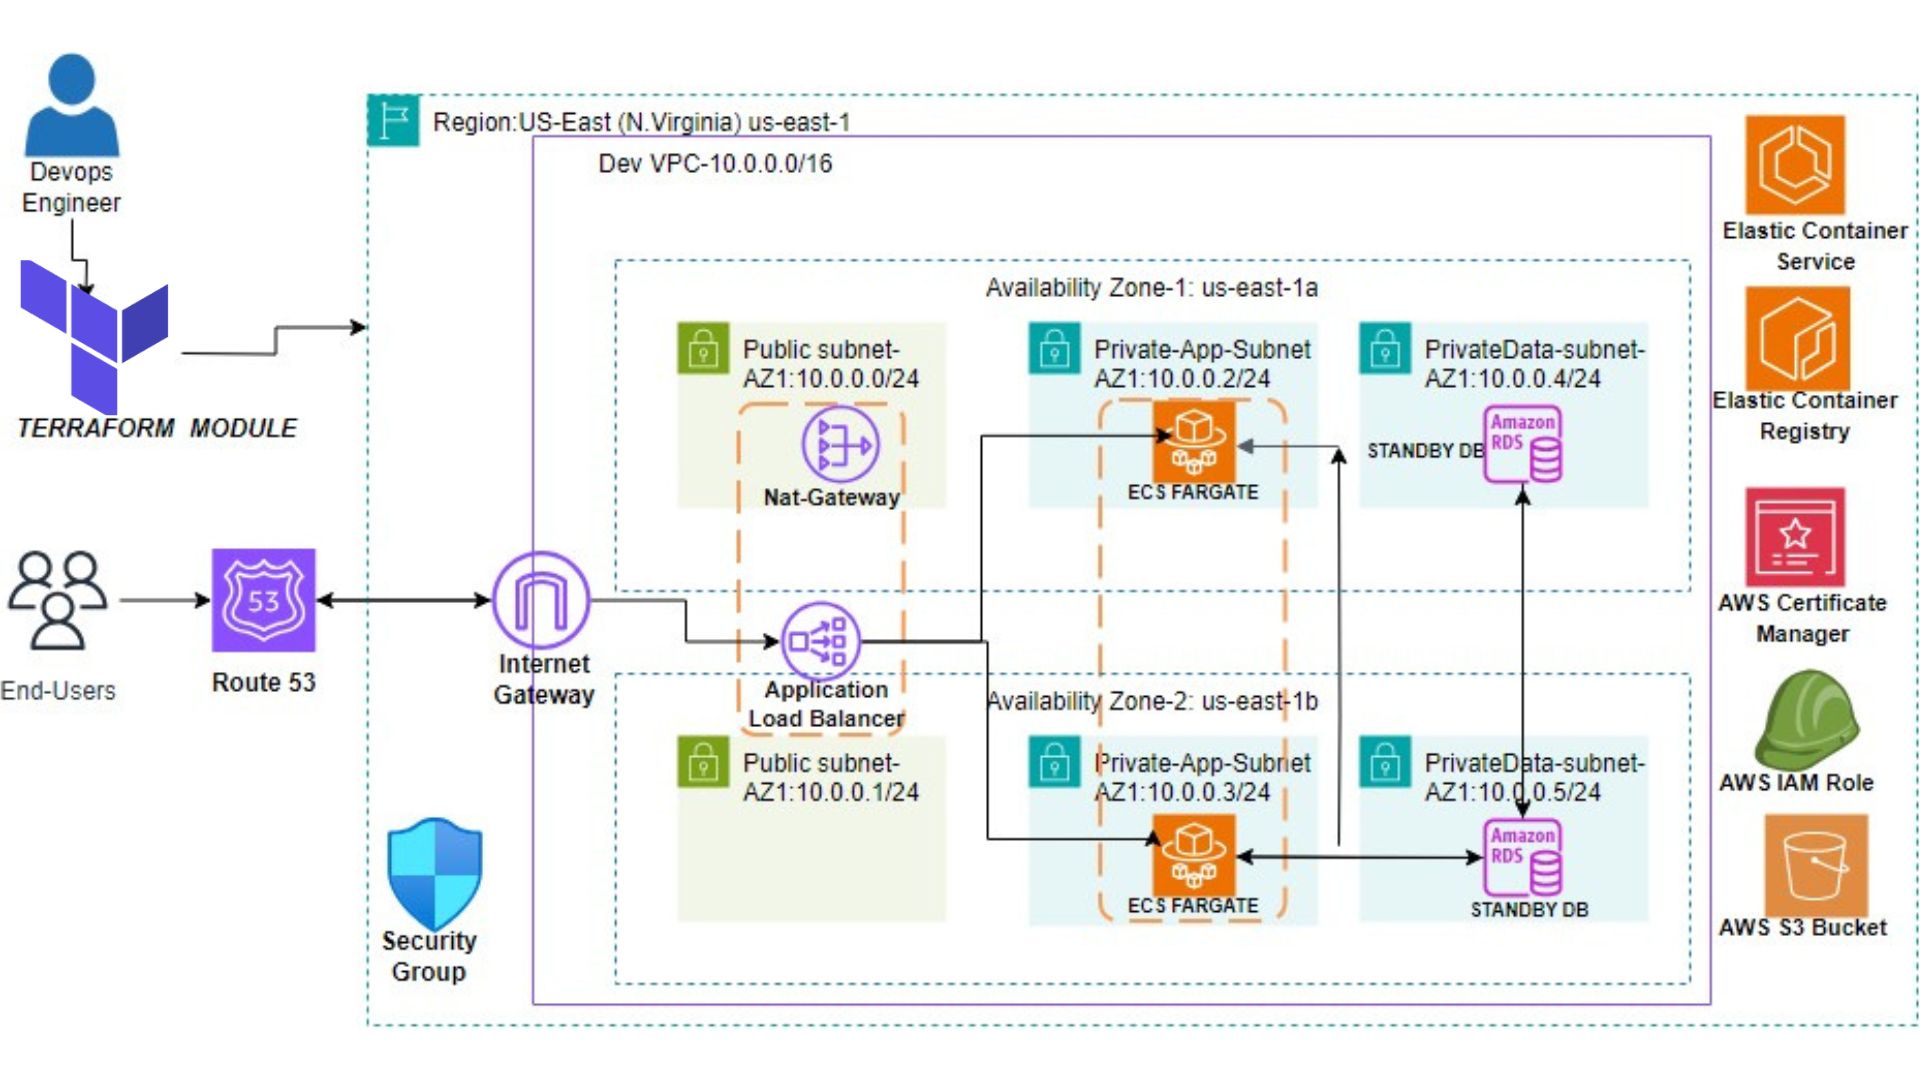 Devops
Engineer
TERRAFORM MODULE
End-Users
53
Route 53
Region:US-East (N.Virginia) us-east-1
Dev VPC-10.0.0.0/16
Internet
Gateway
Security
Group
Availability Zone-1: us-east-1a
Public subnet-
AZ1:10.0.0.0/24
Nat-Gateway
Private-App-Subnet
AZ1:10.0.0.2/24
ECS FARGATE
PrivateData-subnet-
AZ1:10.0.0.4/24
STANDBY DB
Amazon
RDS
Application
Load Balancer
Availability Zone-2: us-east-1b
Public subnet-
AZ1:10.0.0.1/24
Private-App-Subnet
AZ1:10.0.0.3/24
ECS FARGATE
PrivateData-subnet-
AZ1:10.0.0.5/24
Amazon
RDS
STANDBY DB
Elastic Container
Service
Elastic Container
Registry
AWS Certificate
Manager
AWS IAM Role
AWS S3 Bucket